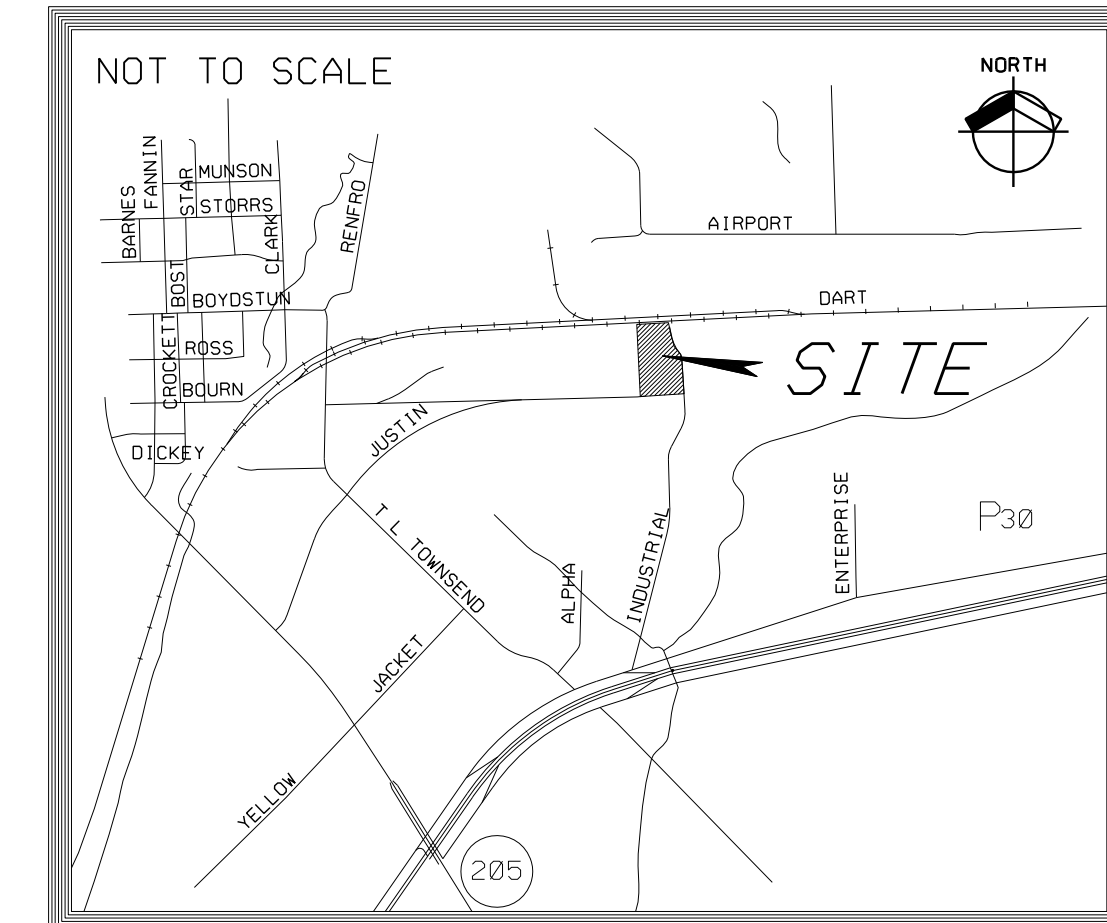 NOT TO SCALE
NORTH
MUNSON
STORRS
BARNES
FANNIN
STAR
CLARK
RENFRO
AIRPORT
BOST
BOYDSTUN
DART
SITE
CROCKETT
ROSS
BOURN
JUSTIN
DICKEY
T L TOWNSEND
INDUSTRIAL
ENTERPRISE
P30
ALPHA
JACKET
YELLOW
205